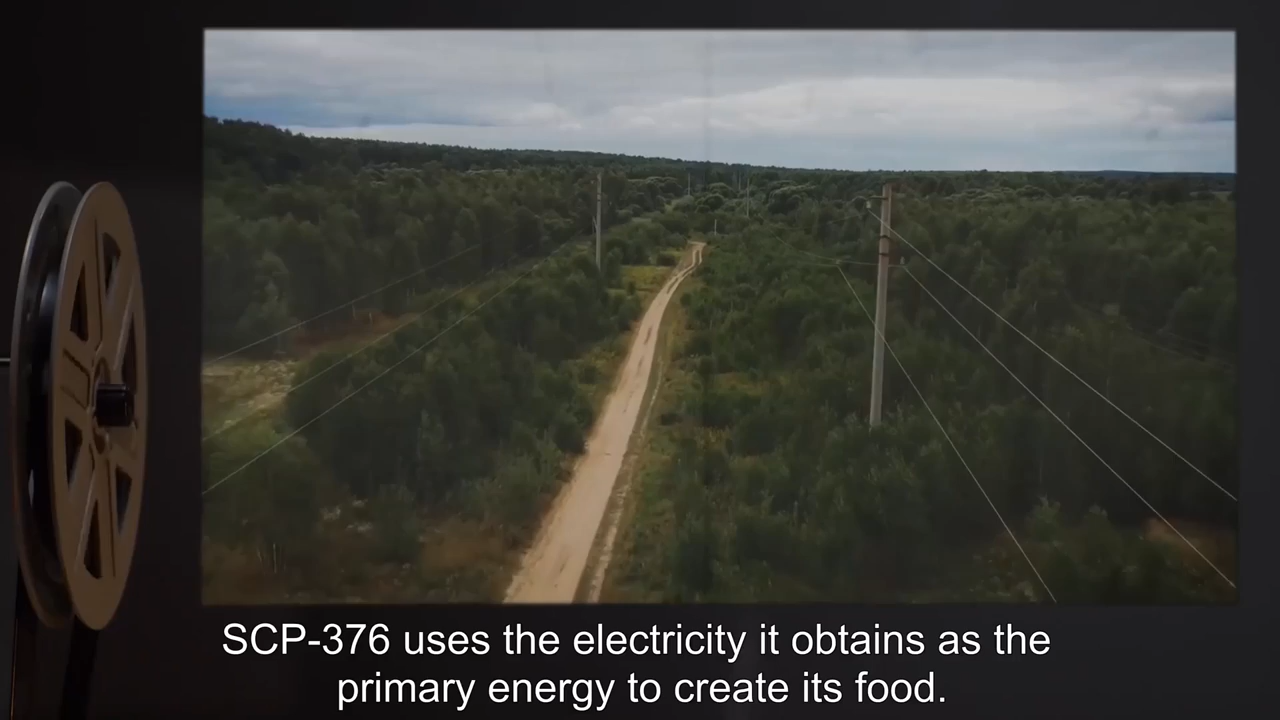 SCP-376 uses the electricity it obtains as the
primary energy to create its food.